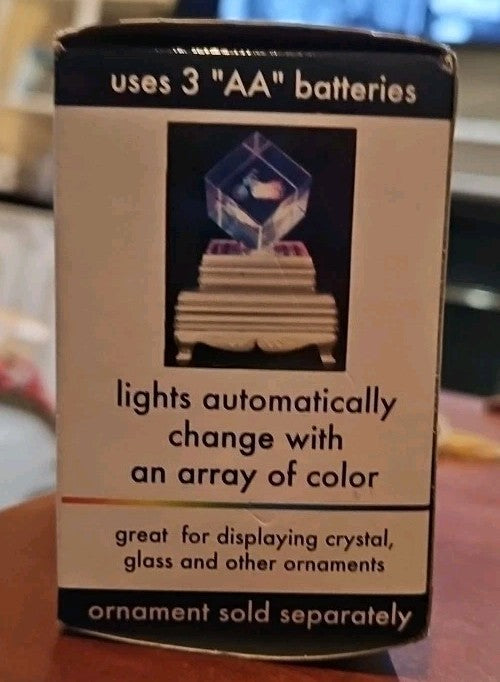 uses 3 "AA" batteries
lights automatically
change with
an array of color
great for displaying crystal,
glass and other ornaments
ornament sold separately